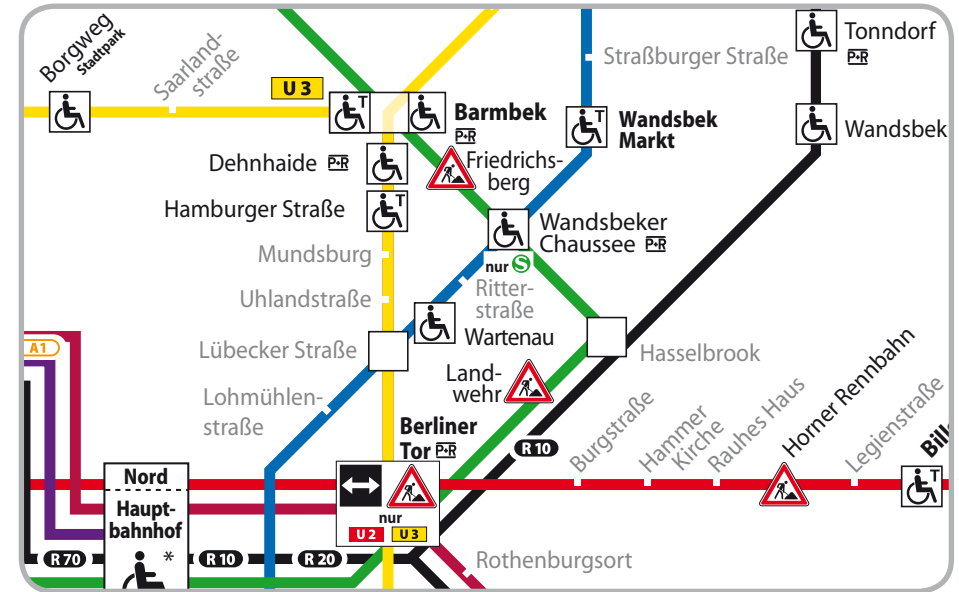 Borgweg
Stadtpark
Saarland-
straße
U 3
T
Barmbek
P+R
Dehnhaide P+R
Hamburger Straße
T
Friedrichs-
berg
Straßburger Straße
T
Wandsbek
Markt
Tonndorf
P+R
Wandsbek
Mundsburg
Uhlandstraße
Wandsbeker
Chaussee P+R
nur S
Ritter-
straße
Wartenau
Lübecker Straße
A1
Lohmühlen-
straße
Land-
wehr
Hasselbrook
Berliner
Tor P+R
nur
U 2 U 3
R 10
Burgstraße
Hammer
Kirche
Rauhes Haus
Horner Rennbahn
Legienstraße
Bill
T
Nord
Haupt-
bahnhof
*
R 70
R 10
R 20
Rothenburgsort